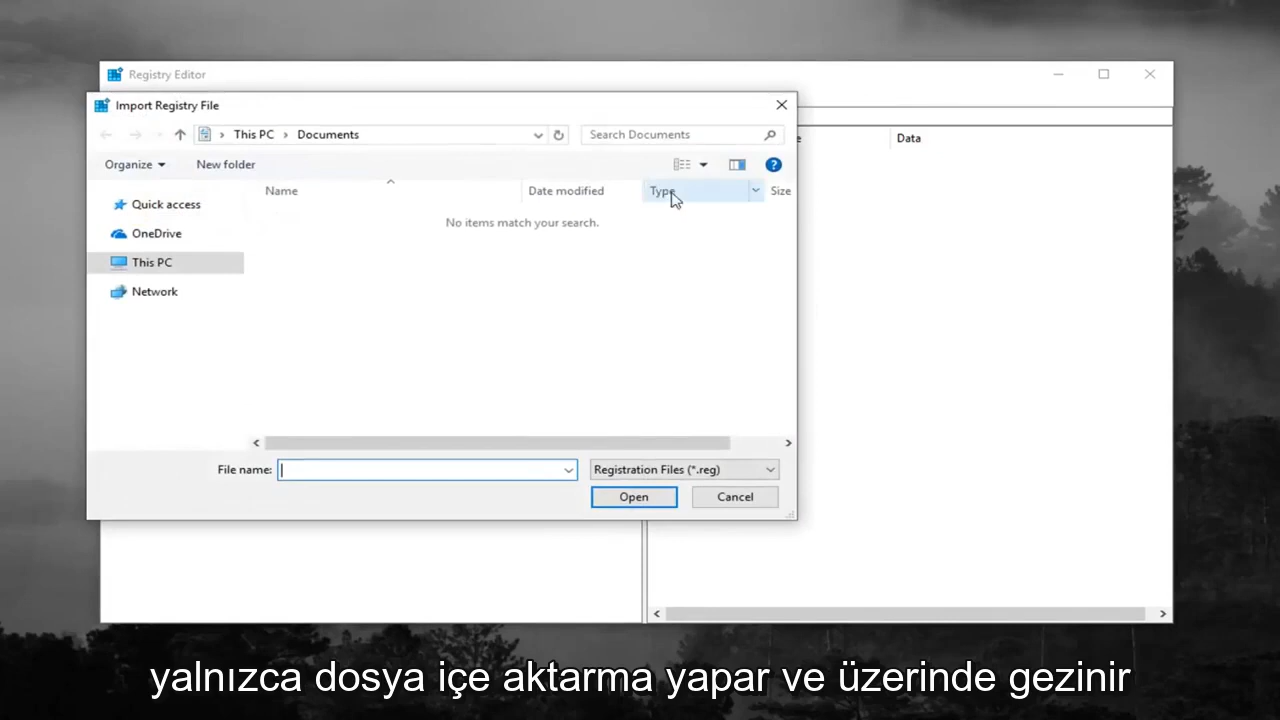 Registry Editor
Import Registry File
This PC > Documents
Search Documents
Data
Organize
New folder
Name
Date modified
Type
Size
Quick access
No items match your search.
OneDrive
This PC
Network
File name:
Registration Files (*.reg)
Open
Cancel
yalnızca dosya içe aktarma yapar ve üzerinde gezinir